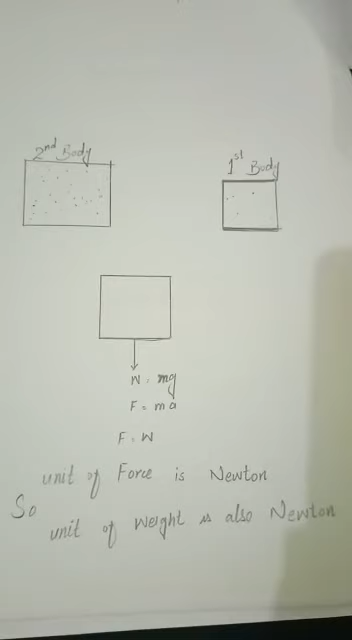 2nd Body
1st Body
W = mg
F = ma
F = W
unit of Force is Newton
So
unit of Weight is also Newton